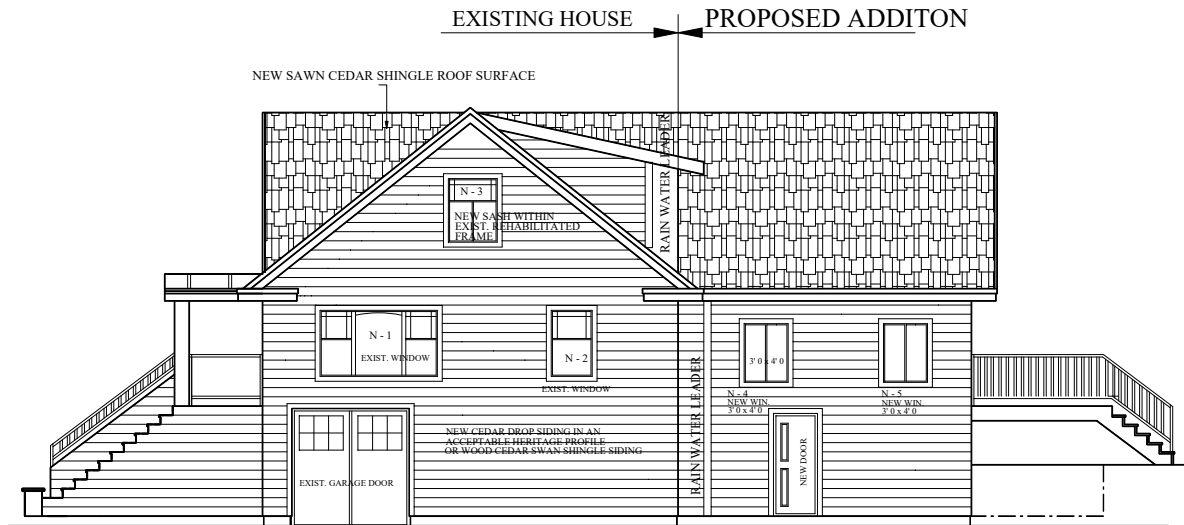 EXISTING HOUSE
PROPOSED ADDITON
NEW SAWN CEDAR SHINGLE ROOF SURFACE
RAIN WATER LEADER
N - 3
NEW SASH WITHIN
EXIST. REHABILITATED
FRAME
N - 1
EXIST. WINDOW
N - 2
EXIST. WINDOW
3' 0 x 4' 0
N - 4
NEW WIN.
3' 0 x 4' 0
N - 5
NEW WIN.
3' 0 x 4' 0
RAIN WATER LEADER
NEW CEDAR DROP SIDING IN AN
ACCEPTABLE HERITAGE PROFILE
OR WOOD CEDAR SWAN SHINGLE SIDING
EXIST. GARAGE DOOR
NEW DOOR